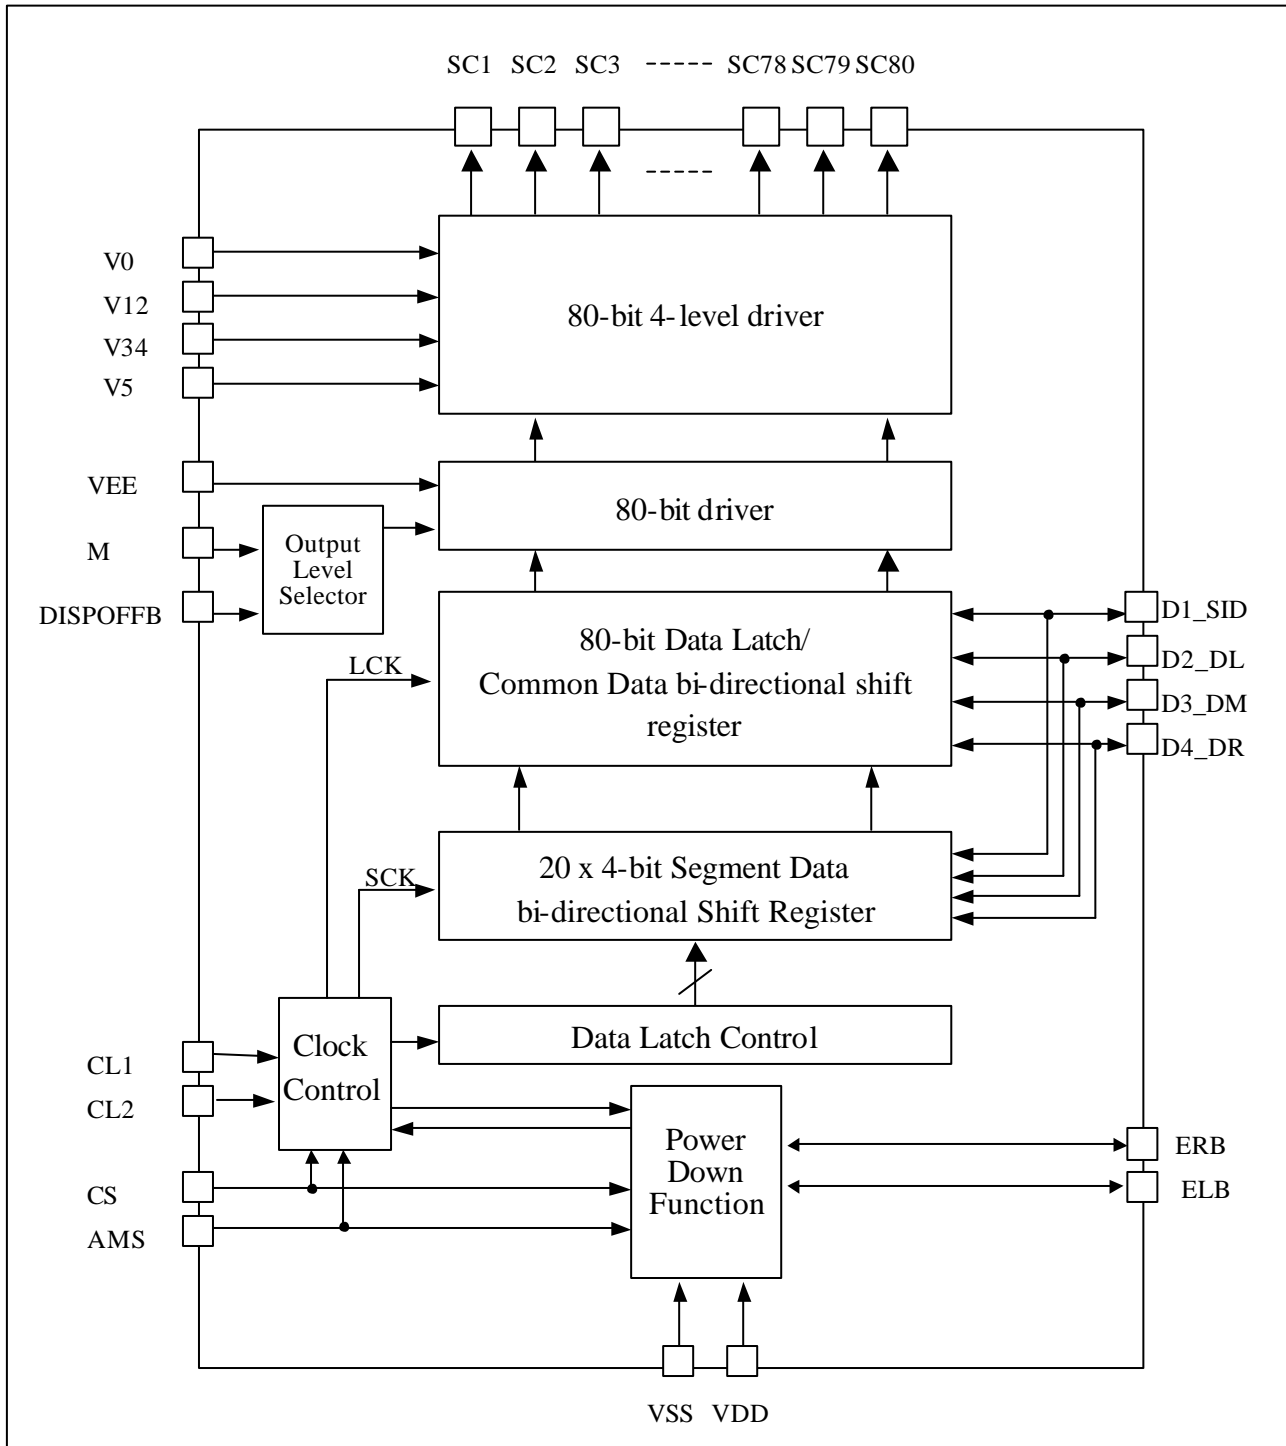 SC1 SC2 SC3 ----- SC78 SC79 SC80
-----
V0
V12
V34
V5
80-bit 4-level driver
VEE
80-bit driver
M
Output
Level
Selector
DISPOFFB
D1_SID
D2_DL
D3_DM
D4_DR
80-bit Data Latch/
Common Data bi-directional shift
register
LCK
20 x 4-bit Segment Data
bi-directional Shift Register
SCK
Clock
Control
Data Latch Control
CL1
CL2
Power
Down
Function
ERB
ELB
CS
AMS
VSS VDD